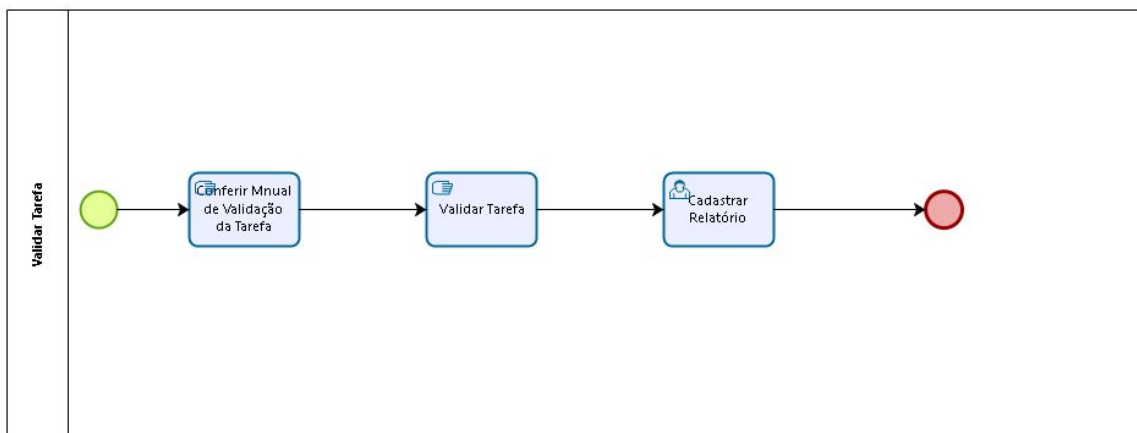 Validar Tarefa
Conferir Mnual
de Validação
da Tarefa
Validar Tarefa
Cadastrar
Relatório